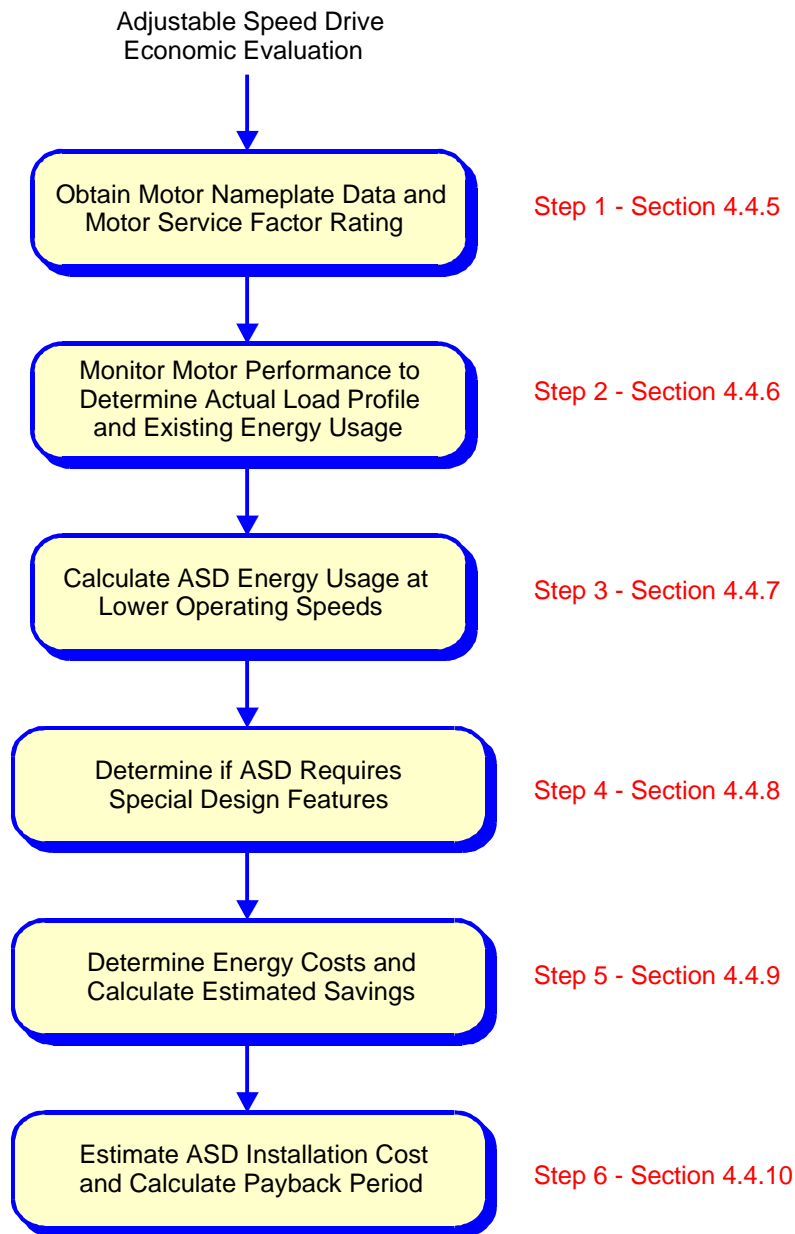 Adjustable Speed Drive
Economic Evaluation
Obtain Motor Nameplate Data and
Motor Service Factor Rating
Step 1 - Section 4.4.5
Monitor Motor Performance to
Determine Actual Load Profile
and Existing Energy Usage
Step 2 - Section 4.4.6
Calculate ASD Energy Usage at
Lower Operating Speeds
Step 3 - Section 4.4.7
Determine if ASD Requires
Special Design Features
Step 4 - Section 4.4.8
Determine Energy Costs and
Calculate Estimated Savings
Step 5 - Section 4.4.9
Estimate ASD Installation Cost
and Calculate Payback Period
Step 6 - Section 4.4.10